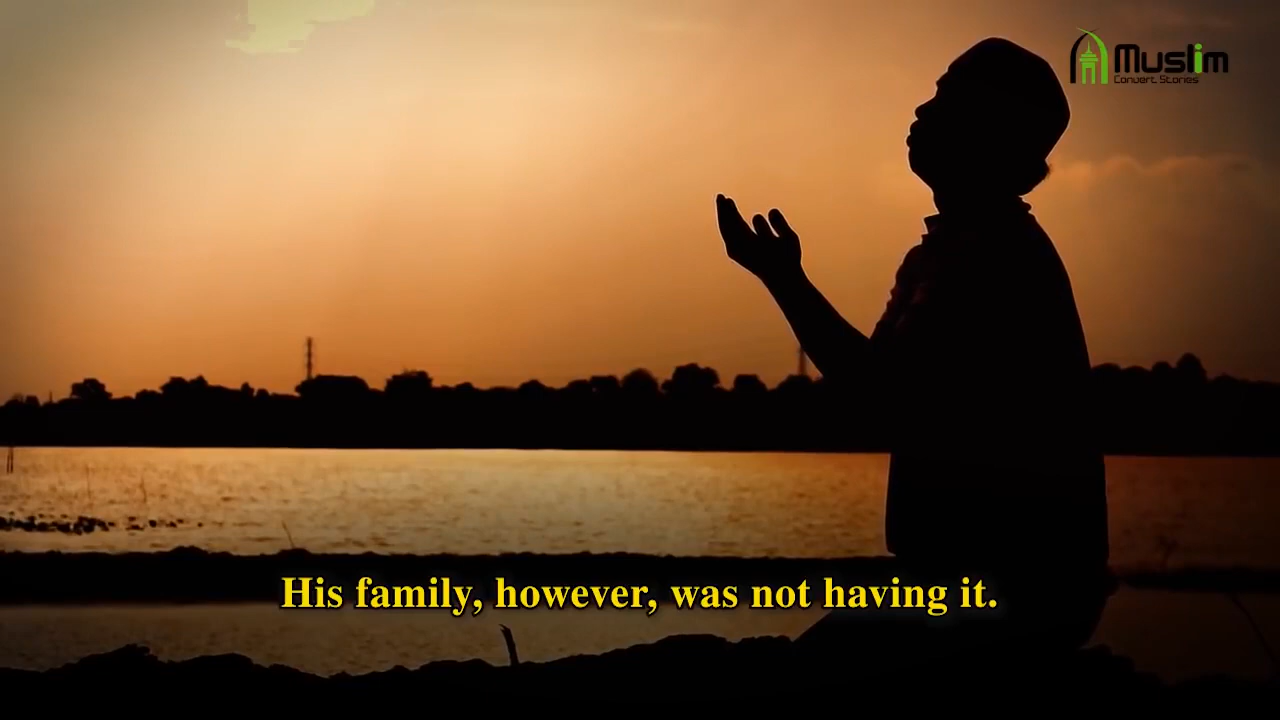 Muslim
Convert Stories
His family, however, was not having it.